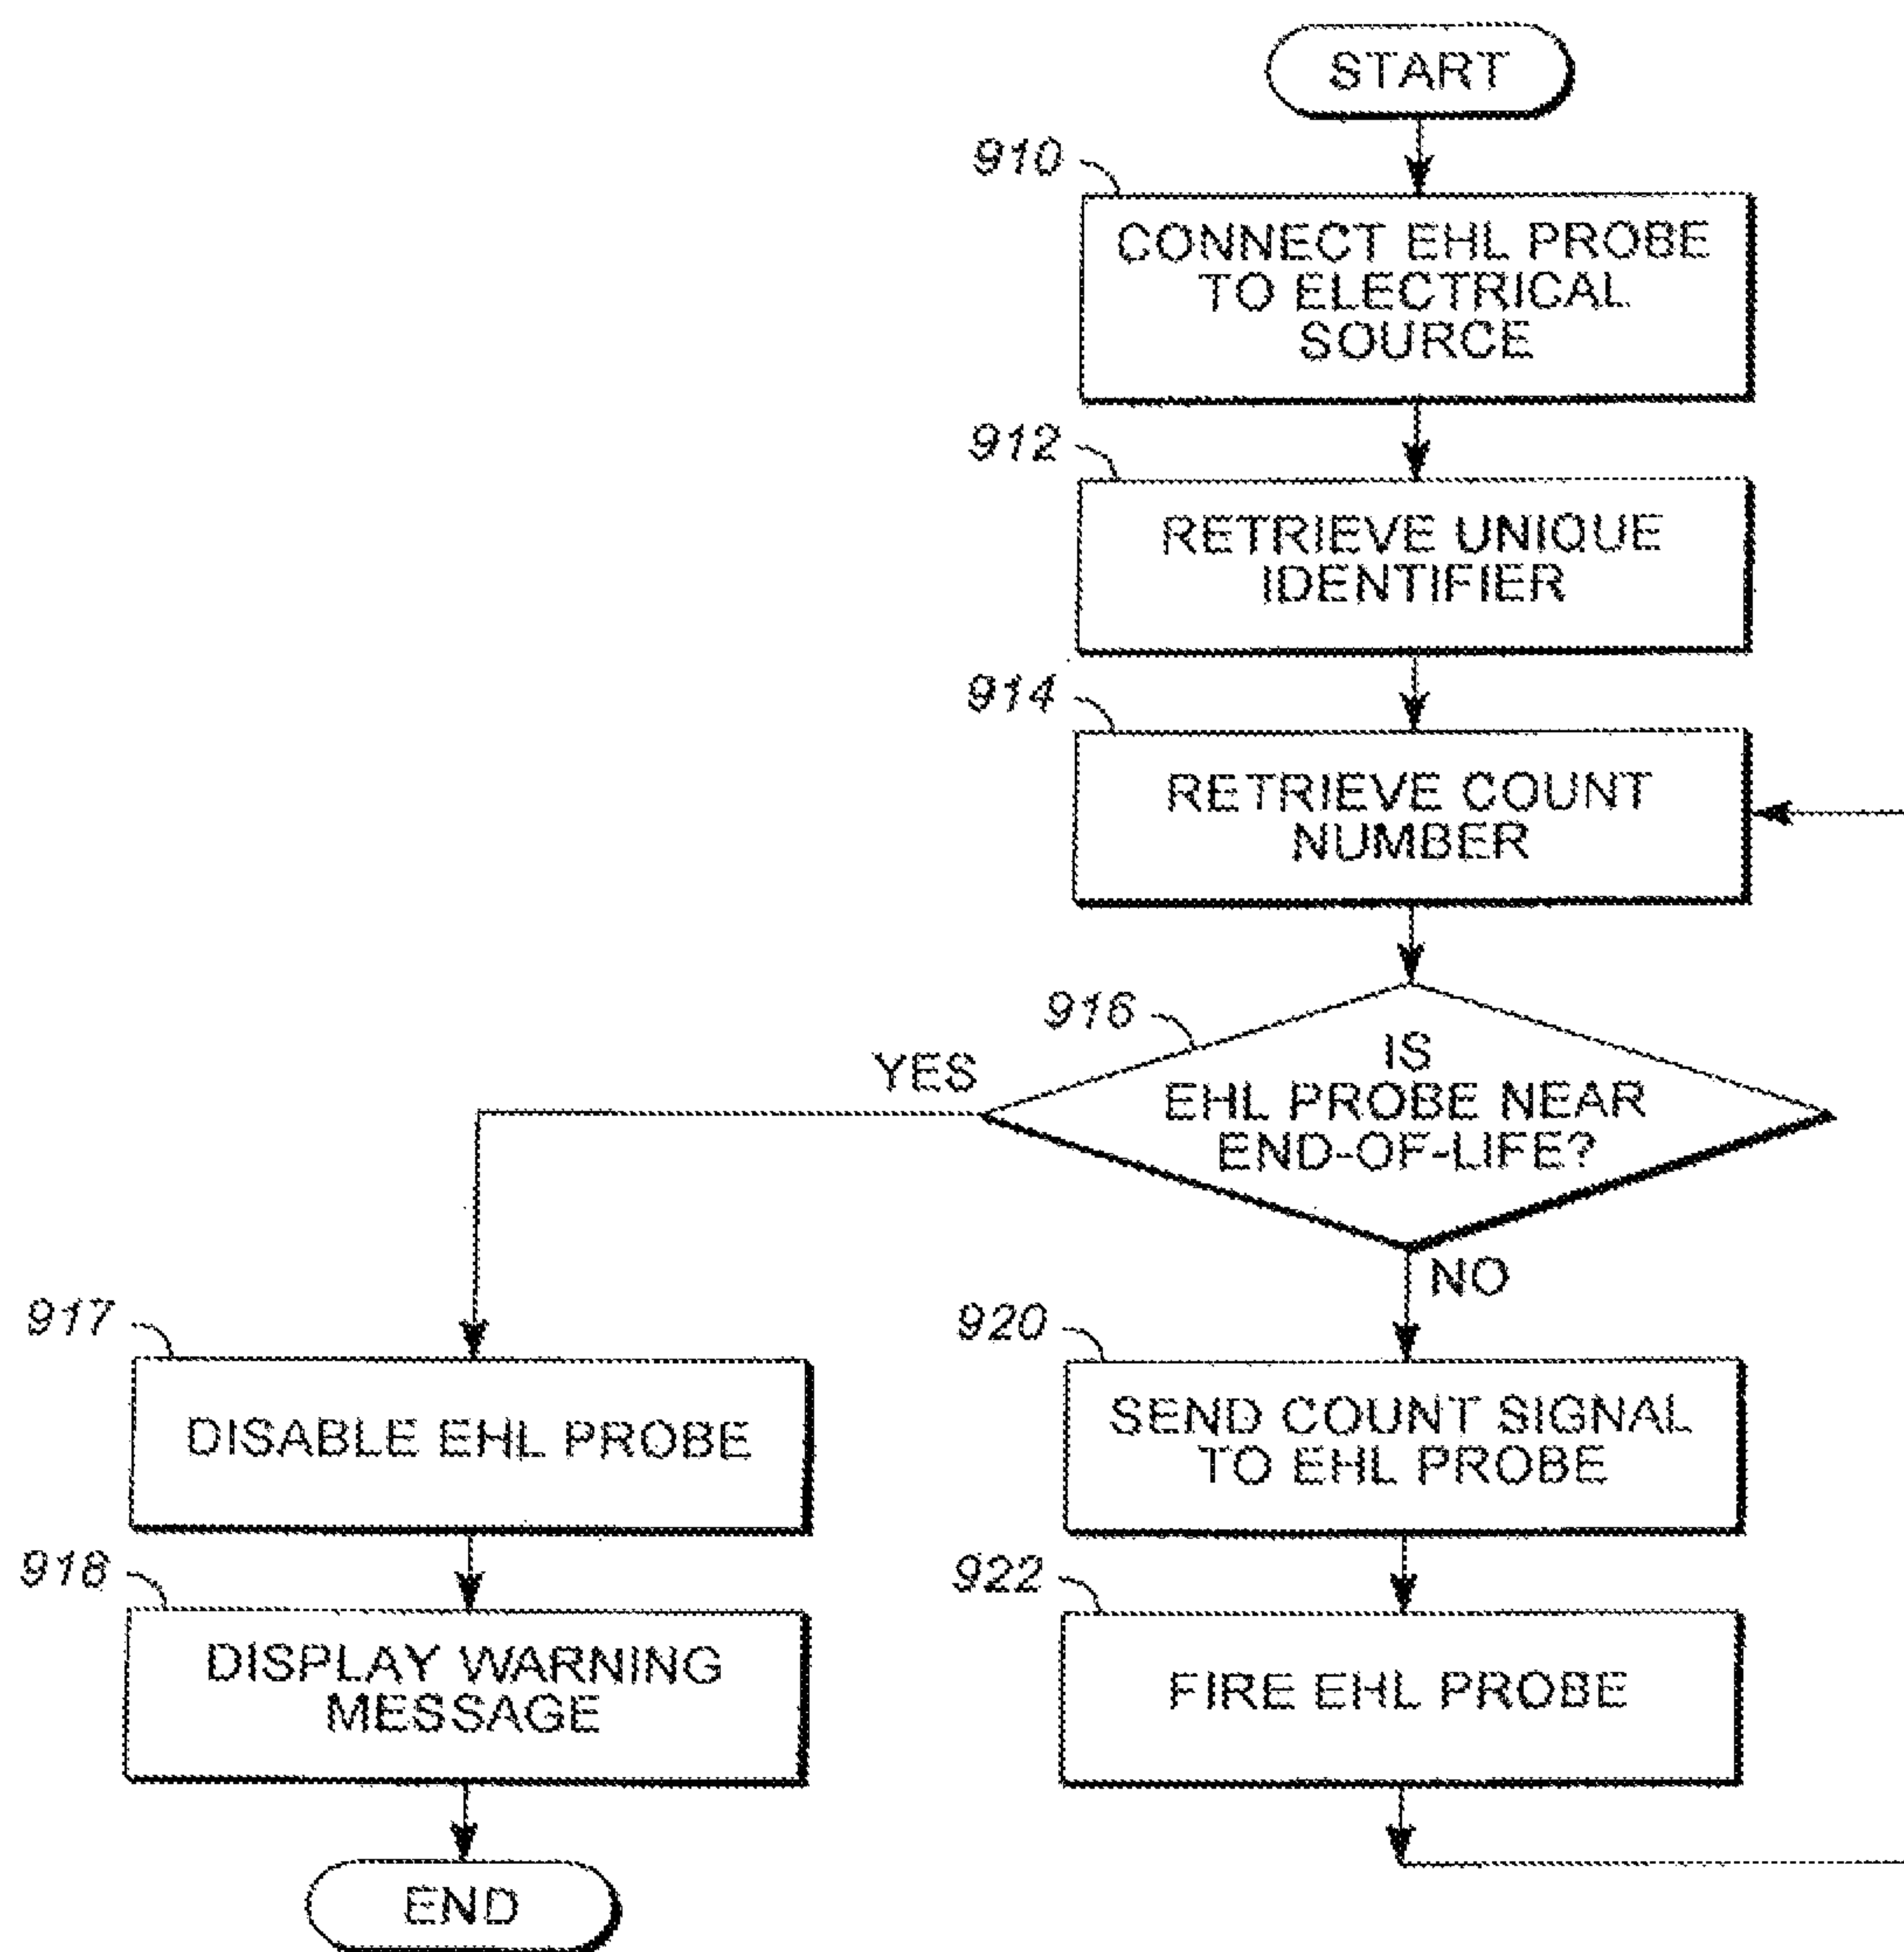 START
910
CONNECT EHL PROBE
TO ELECTRICAL
SOURCE
912
RETRIEVE UNIQUE
IDENTIFIER
914
RETRIEVE COUNT
NUMBER
916
IS
EHL PROBE NEAR
END-OF-LIFE?
YES
NO
917
DISABLE EHL PROBE
918
DISPLAY WARNING
MESSAGE
END
920
SEND COUNT SIGNAL
TO EHL PROBE
922
FIRE EHL PROBE